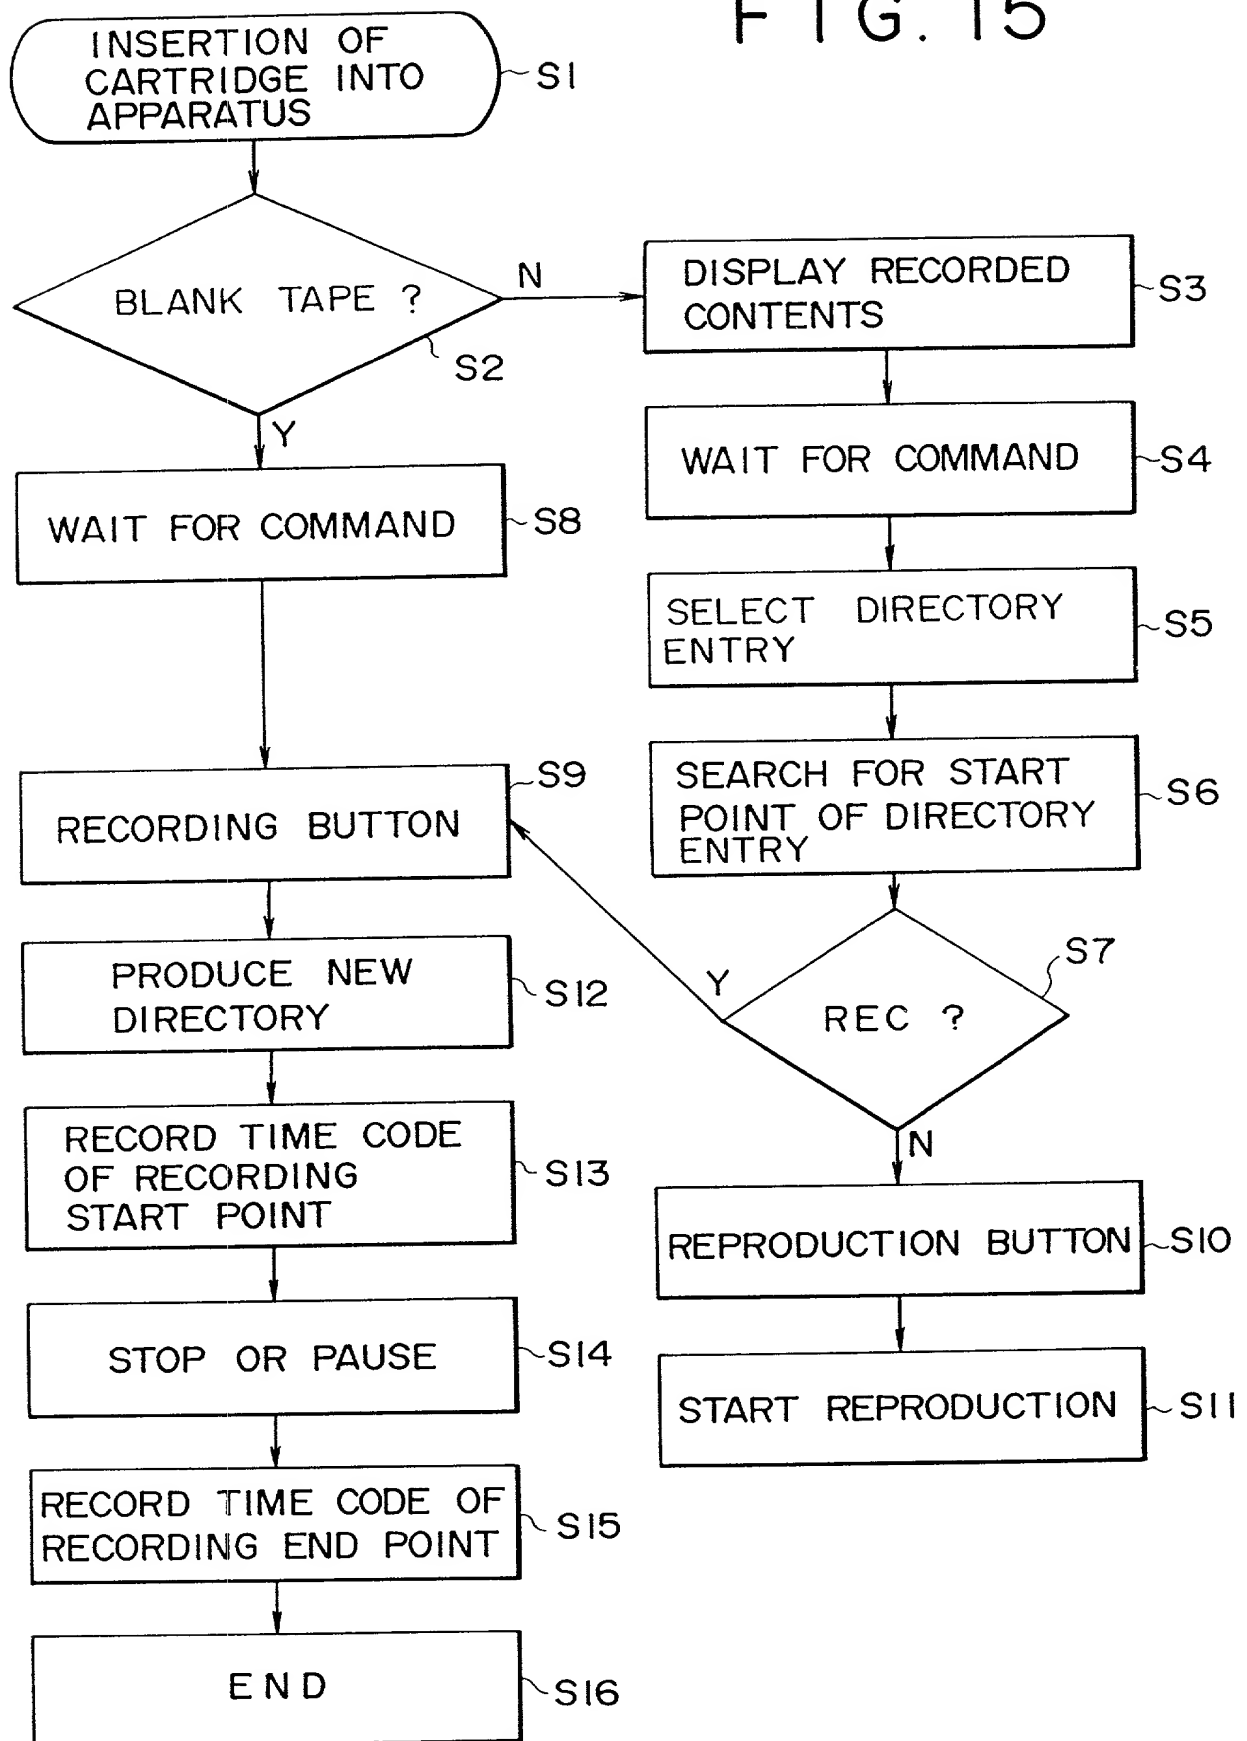 FIG. 15
INSERTION OF
CARTRIDGE INTO
APPARATUS
S1
BLANK TAPE ?
S2
N
Y
DISPLAY RECORDED
CONTENTS
S3
WAIT FOR COMMAND
S4
SELECT DIRECTORY
ENTRY
S5
SEARCH FOR START
POINT OF DIRECTORY
ENTRY
S6
REC ?
S7
Y
N
WAIT FOR COMMAND
S8
RECORDING BUTTON
S9
REPRODUCTION BUTTON
S10
START REPRODUCTION
S11
PRODUCE NEW
DIRECTORY
S12
RECORD TIME CODE
OF RECORDING
START POINT
S13
STOP OR PAUSE
S14
RECORD TIME CODE OF
RECORDING END POINT
S15
END
S16